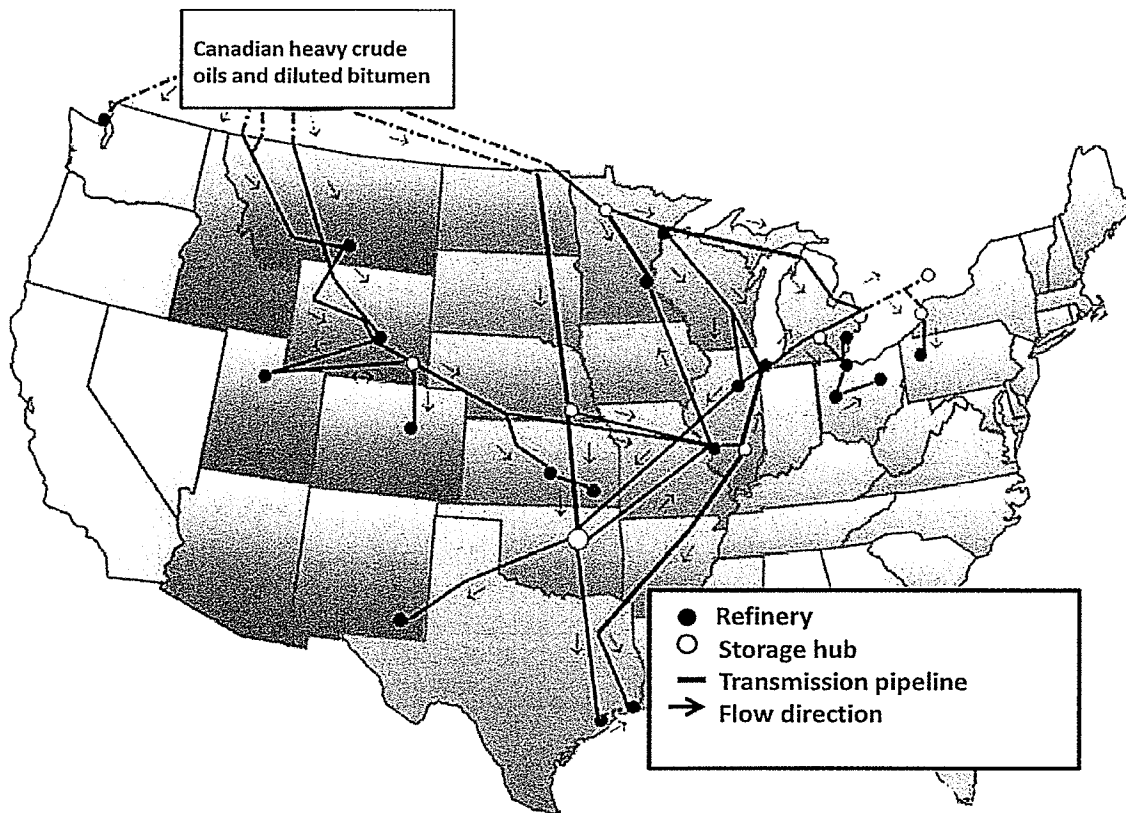 Canadian heavy crude
oils and diluted bitumen
Refinery
Storage hub
Transmission pipeline
Flow direction